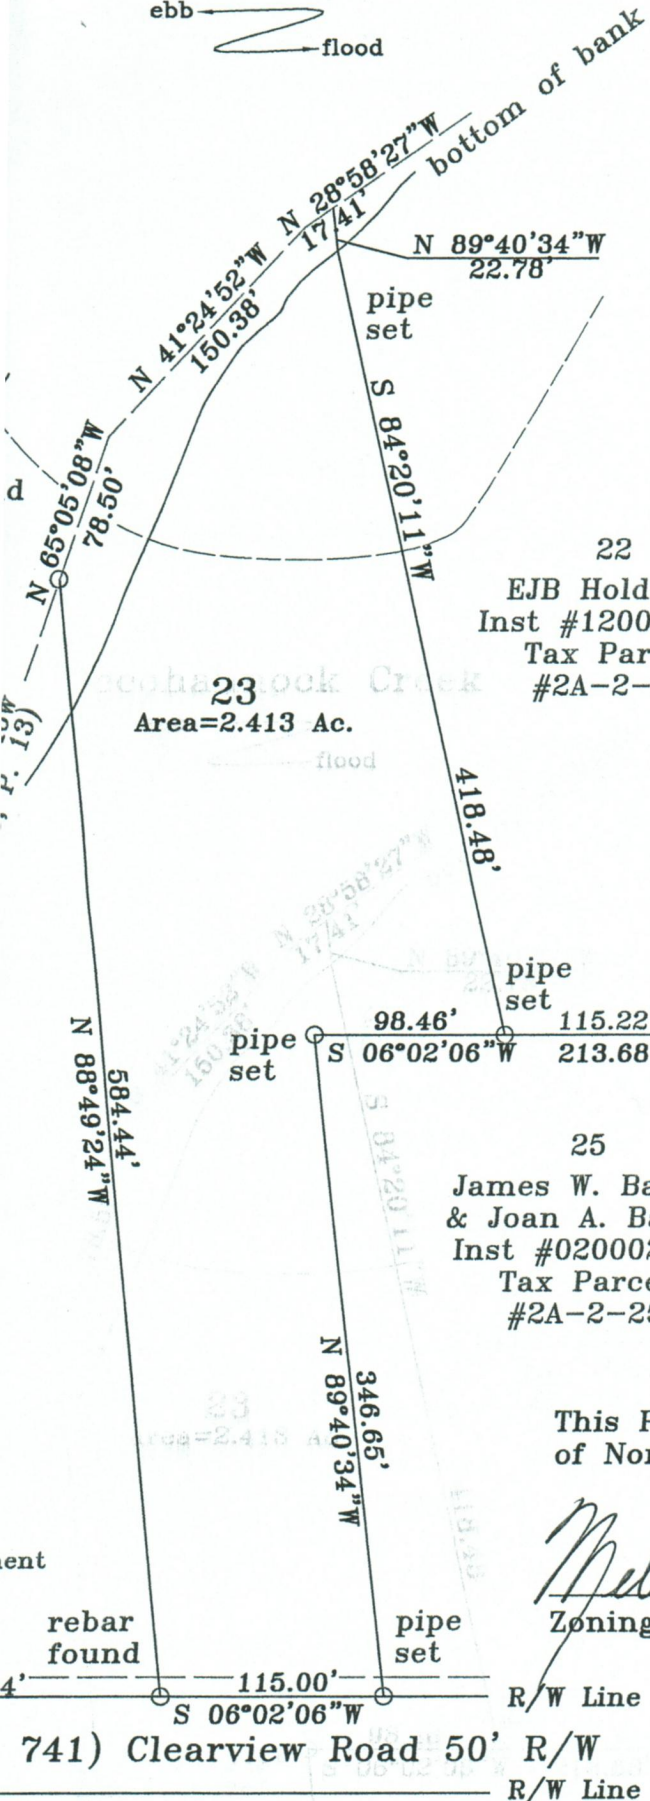 ebb
flood
bottom of bank
N 28°58'27"W
17.41'
N 89°40'34"W
22.78'
N 41°24'52"W
150.38'
pipe
set
S 84°20'11"W
418.48'
N 65°05'08"W
78.50'
d
22
EJB Hold
Inst #1200
Tax Par
#2A-2-
23
Area=2.413 Ac.
P. 13)
flood
pipe
set
98.46'
115.22
pipe
set
S 06°02'06"W
213.68
N 88°49'24"W
584.44'
25
James W. Ba
& Joan A. B
Inst #02000
Tax Parce
#2A-2-25
N 89°40'34"W
346.65'
This P
of Nor
ent
Zoning
rebar
found
pipe
set
4'
115.00'
S 06°02'06"W
R/W Line
741) Clearview Road 50' R/W
R/W Line